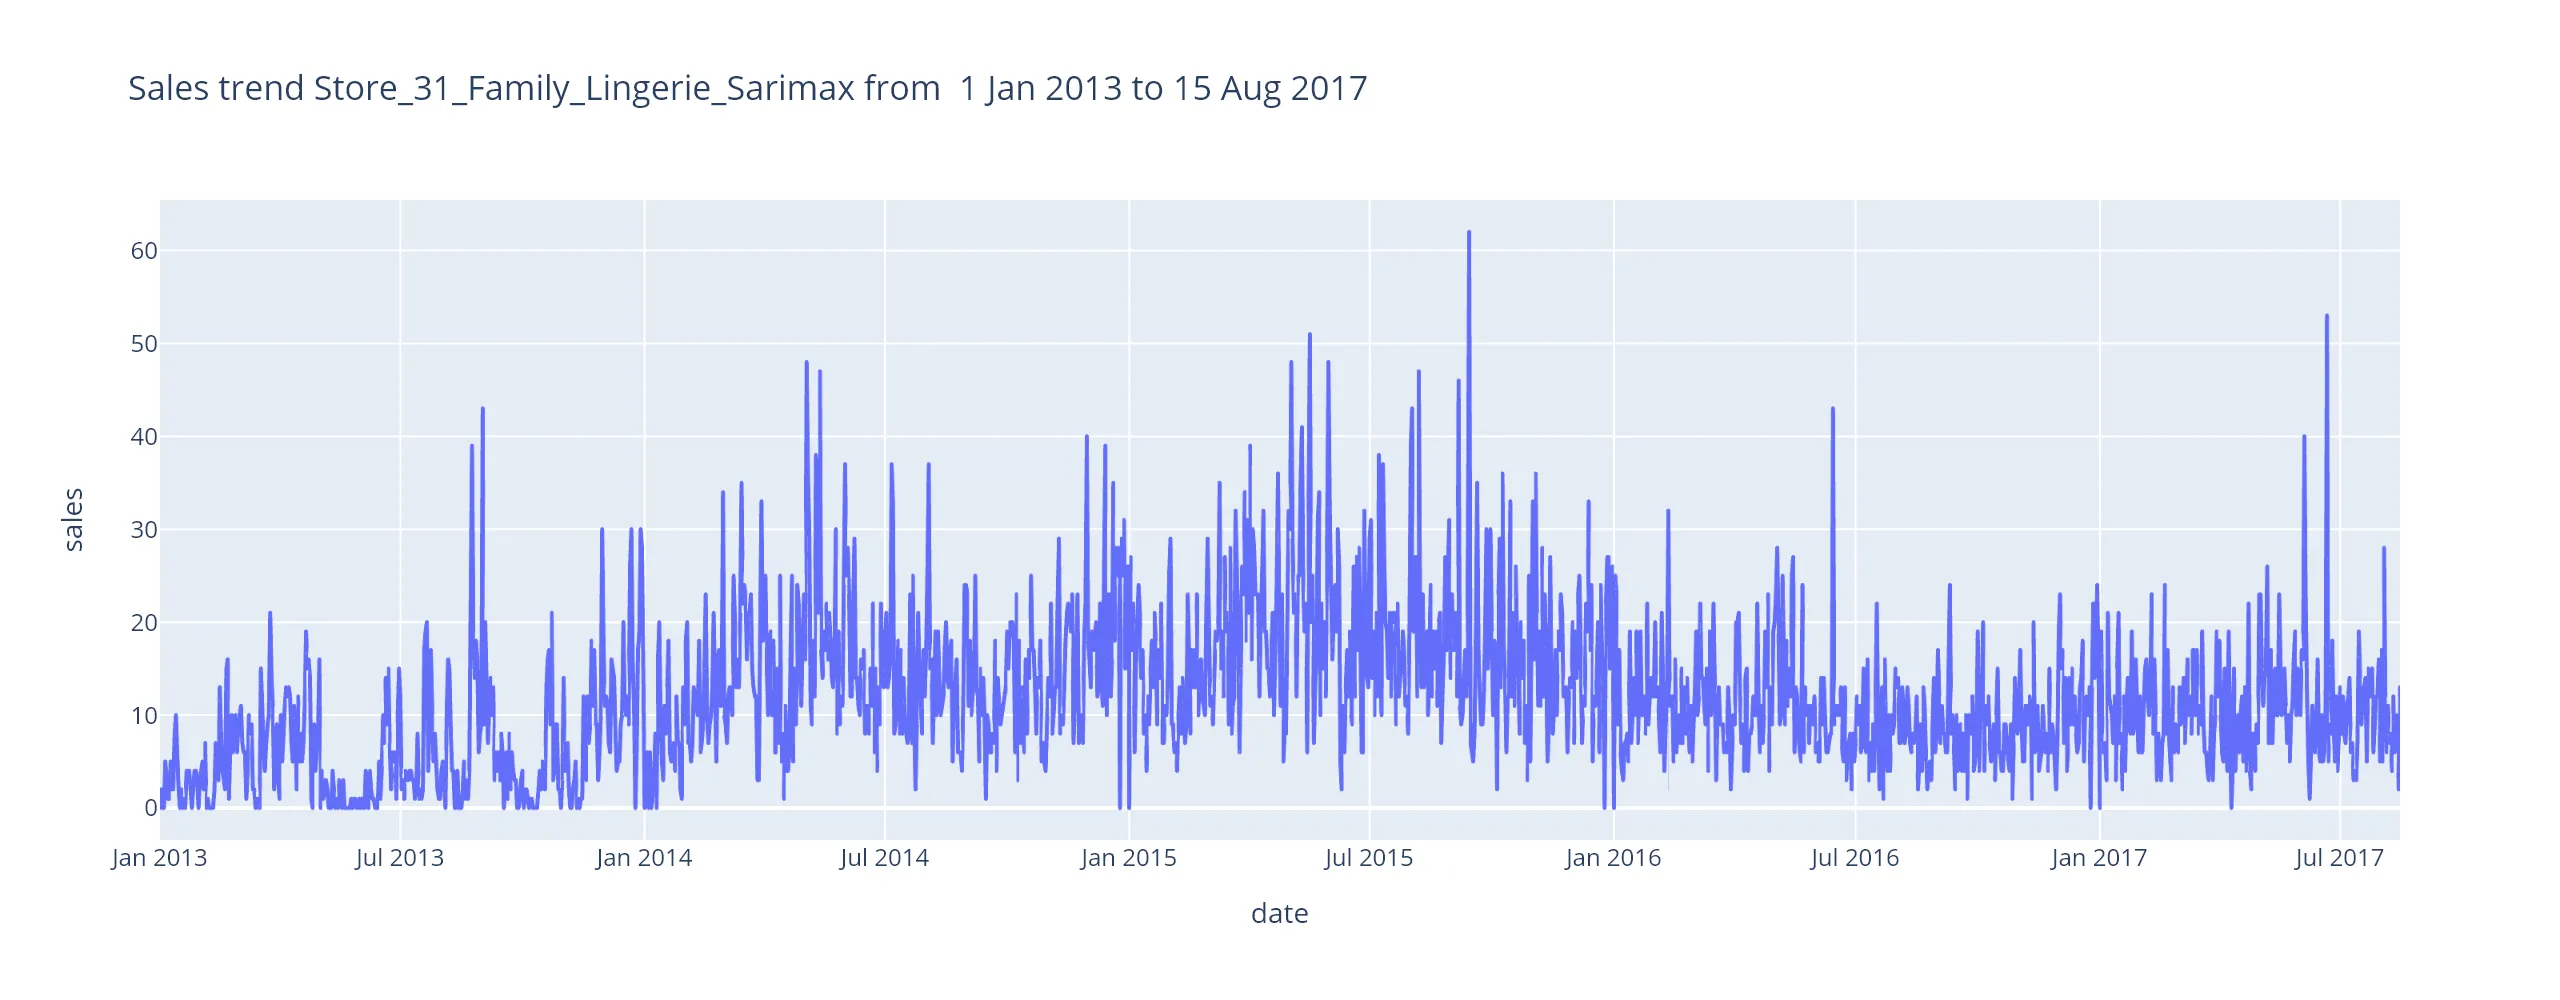 Sales trend Store_31_Family_Lingerie_Sarimax from  1 Jan 2013 to 15 Aug 2017
60
50
40
30
20
10
0
sales
Jan 2013 Jul 2013 Jan 2014 Jul 2014 Jan 2015 Jul 2015 Jan 2016 Jul 2016 Jan 2017 Jul 2017
date